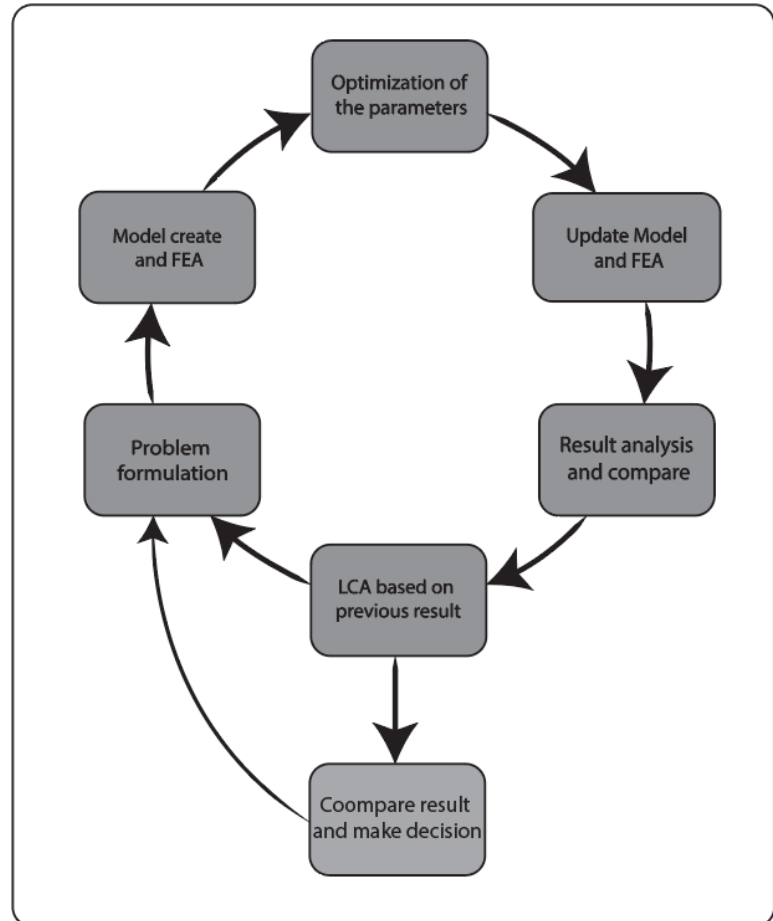 Optimization of
the parameters
Model create
and FEA
Update Model
and FEA
Problem
formulation
Result analysis
and compare
LCA based on
previous result
Coompare result
and make decision